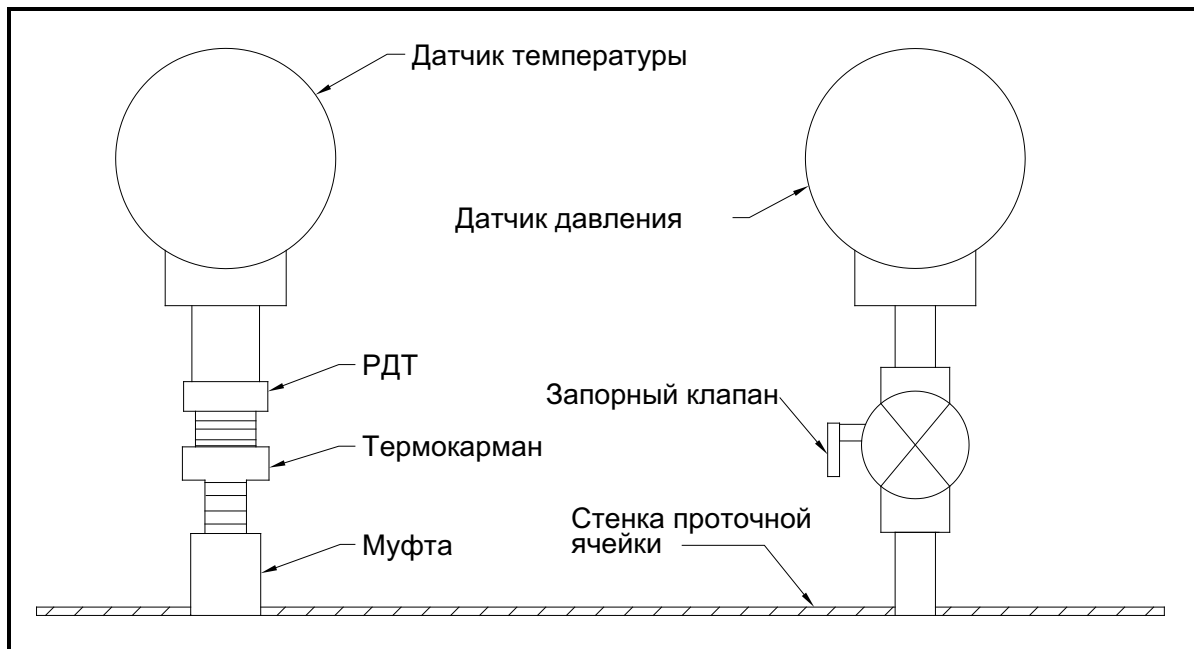 Датчик температуры
Датчик давления
РДТ
Запорный клапан
Термокарман
Стенка проточной
ячейки
Муфта